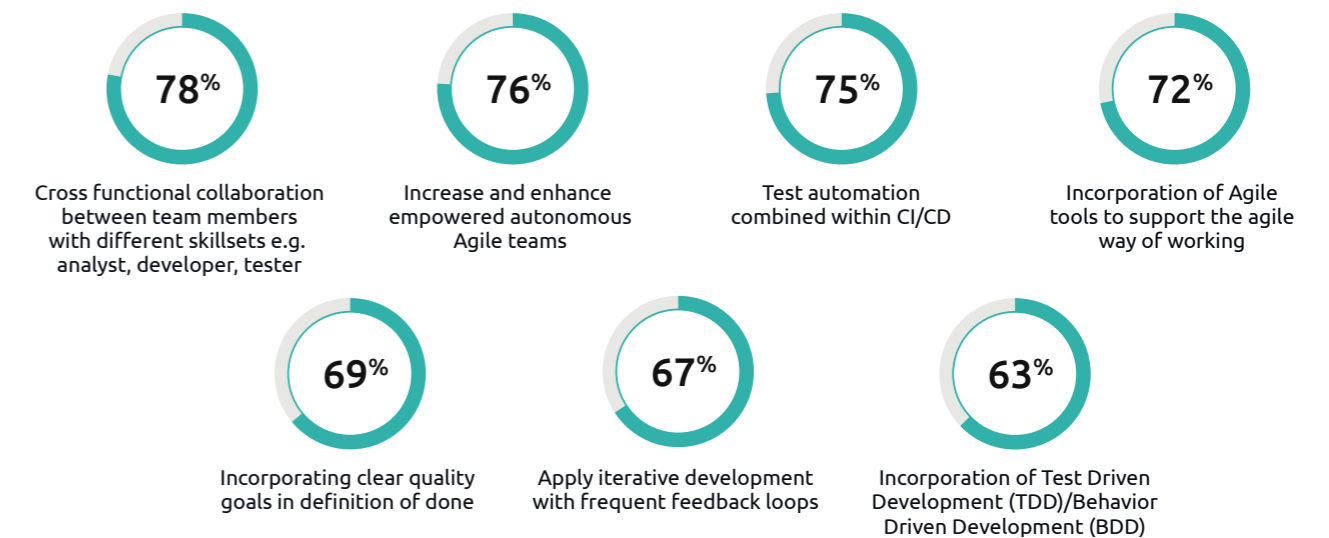 78%
76%
75%
72%
Cross functional collaboration
between team members
with different skillsets e.g.
analyst, developer, tester
Increase and enhance
empowered autonomous
Agile teams
Test automation
combined within CI/CD
Incorporation of Agile
tools to support the agile
way of working
69%
67%
63%
Incorporating clear quality
goals in definition of done
Apply iterative development
with frequent feedback loops
Incorporation of Test Driven
Development (TDD)/Behavior
Driven Development (BDD)